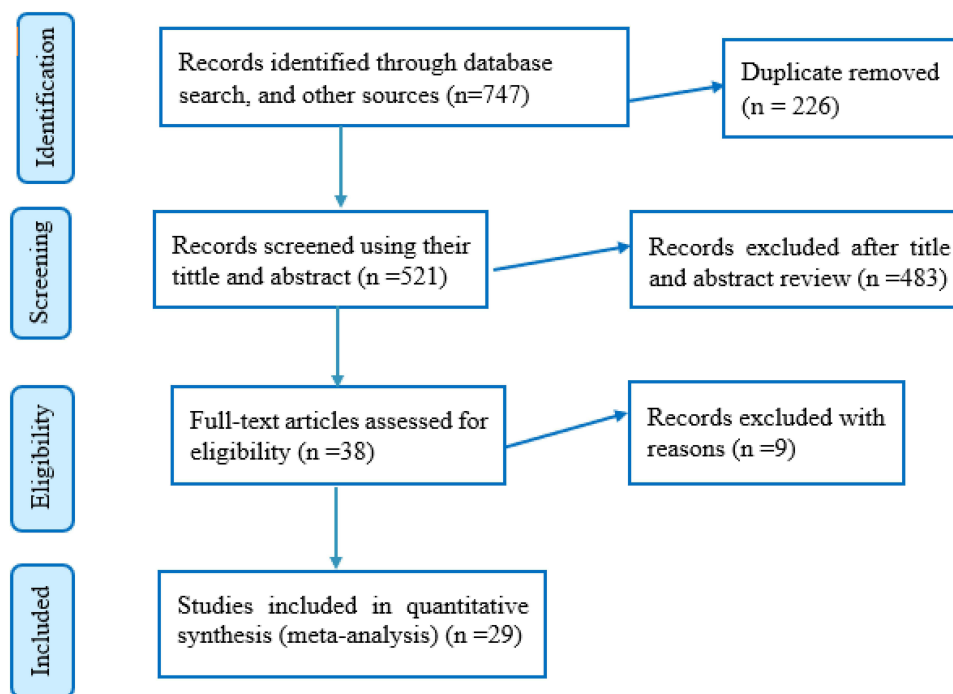 Identification
Records identified through database
search, and other sources (n=747)
Duplicate removed
(n = 226)
Screening
Records screened using their
tittle and abstract (n =521)
Records excluded after title
and abstract review (n =483)
Eligibility
Full-text articles assessed for
eligibility (n =38)
Records excluded with
reasons (n =9)
Included
Studies included in quantitative
synthesis (meta-analysis) (n =29)